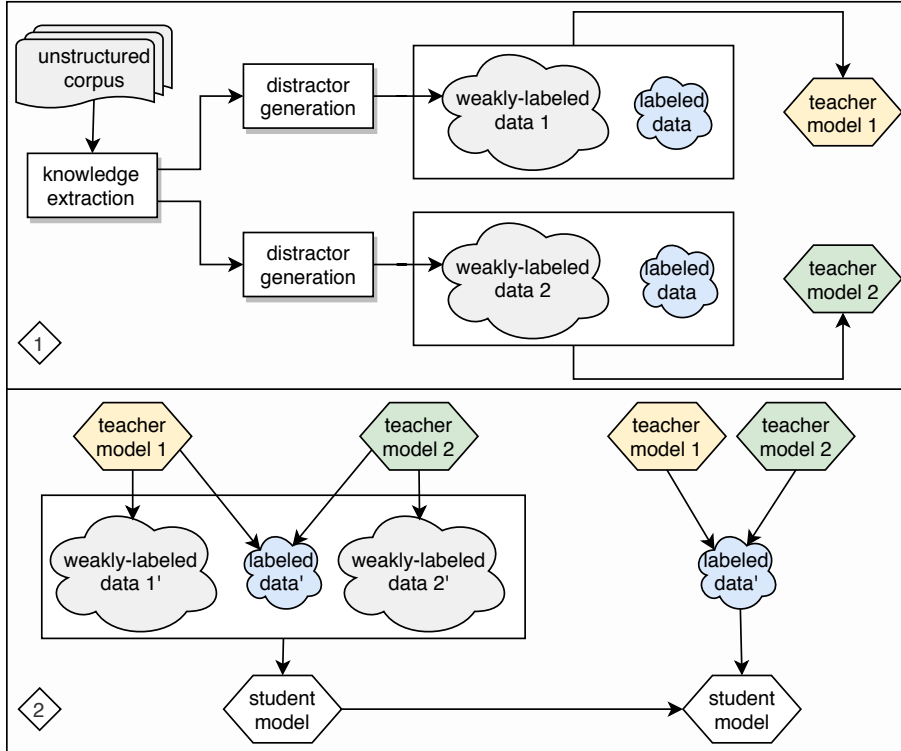 unstructured
corpus
knowledge
extraction
distractor
generation
weakly-labeled
data 1
labeled
data
teacher
model 1
distractor
generation
weakly-labeled
data 2
labeled
data
teacher
model 2
1
teacher
model 1
teacher
model 2
teacher
model 1
teacher
model 2
weakly-labeled
data 1'
labeled
data'
weakly-labeled
data 2'
labeled
data'
student
model
student
model
2